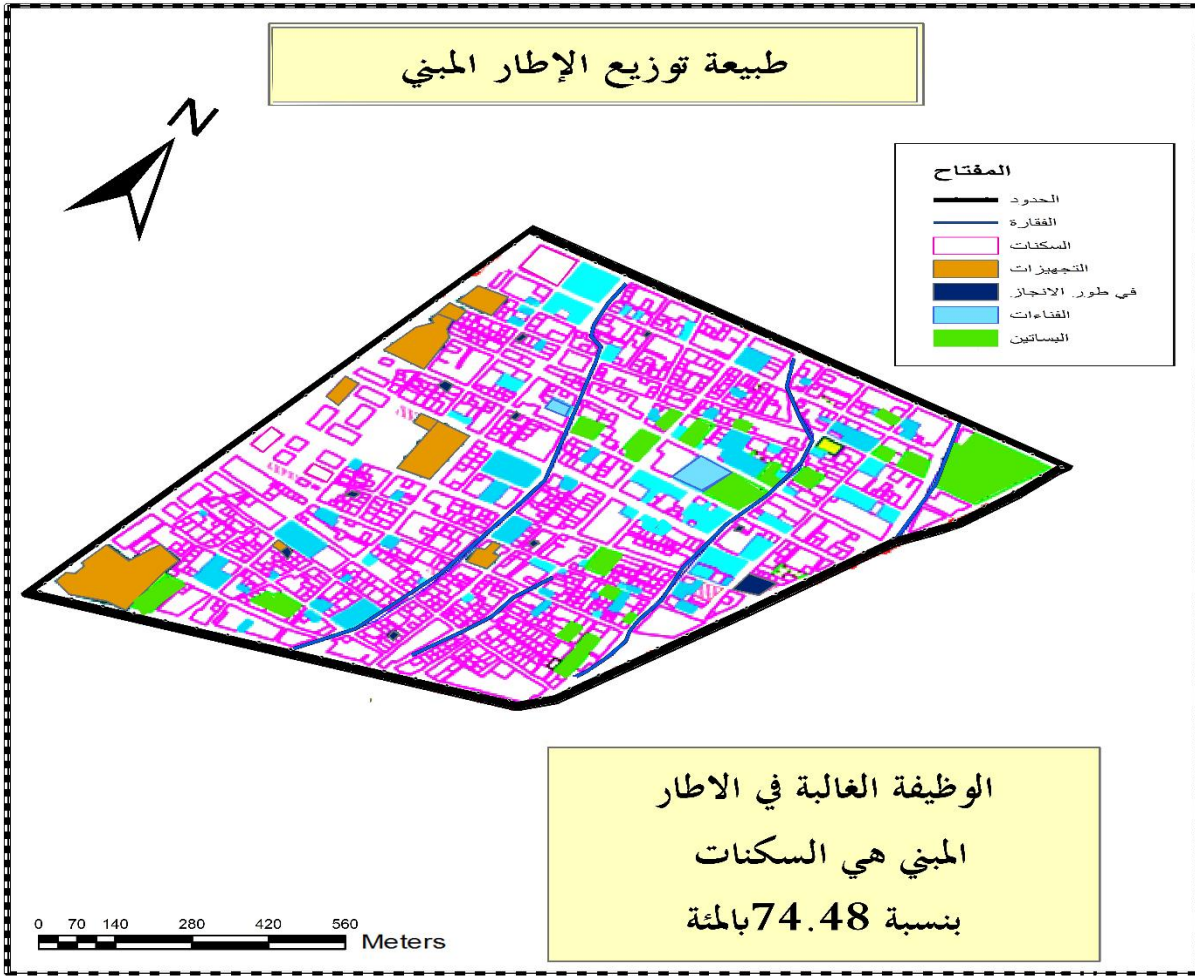 طبيعة توزيع الإطار المبني
N
المفتاح
الحدود
الفقارة
السكنات
التجهيزات
في طور الانجاز
الفناءات
البساتين
الوظيفة الغالبة في الاطار
المبني هي السكنات
بنسبة 74.48بالمئة
0 70 140 280 420 560
Meters